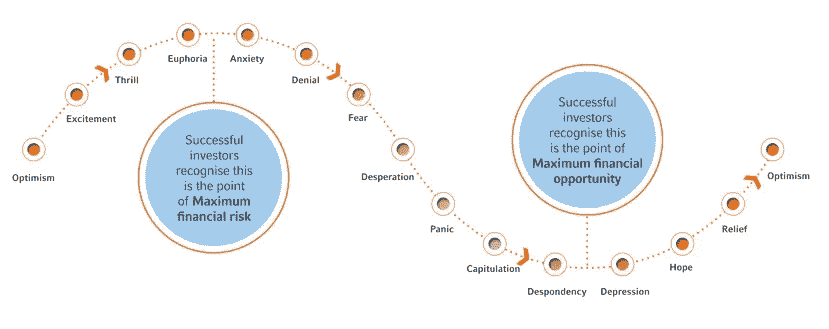 Optimism
Excitement
Thrill
Euphoria
Anxiety
Denial
Fear
Desperation
Panic
Capitulation
Despondency
Depression
Hope
Relief
Optimism
Successful
investors
recognise this
is the point
of Maximum
financial risk
Successful
investors
recognise this
is the point of
Maximum financial
opportunity